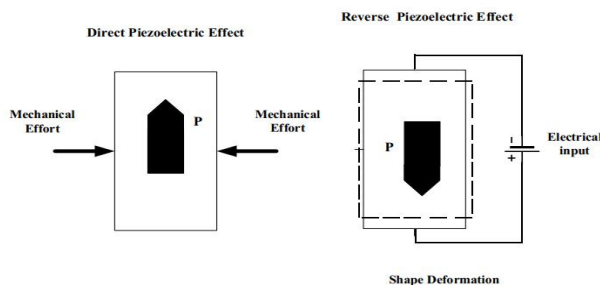 Direct Piezoelectric Effect
Mechanical
Effort
P
Mechanical
Effort
Reverse Piezoelectric Effect
P
-
+
Electrical
input
Shape Deformation